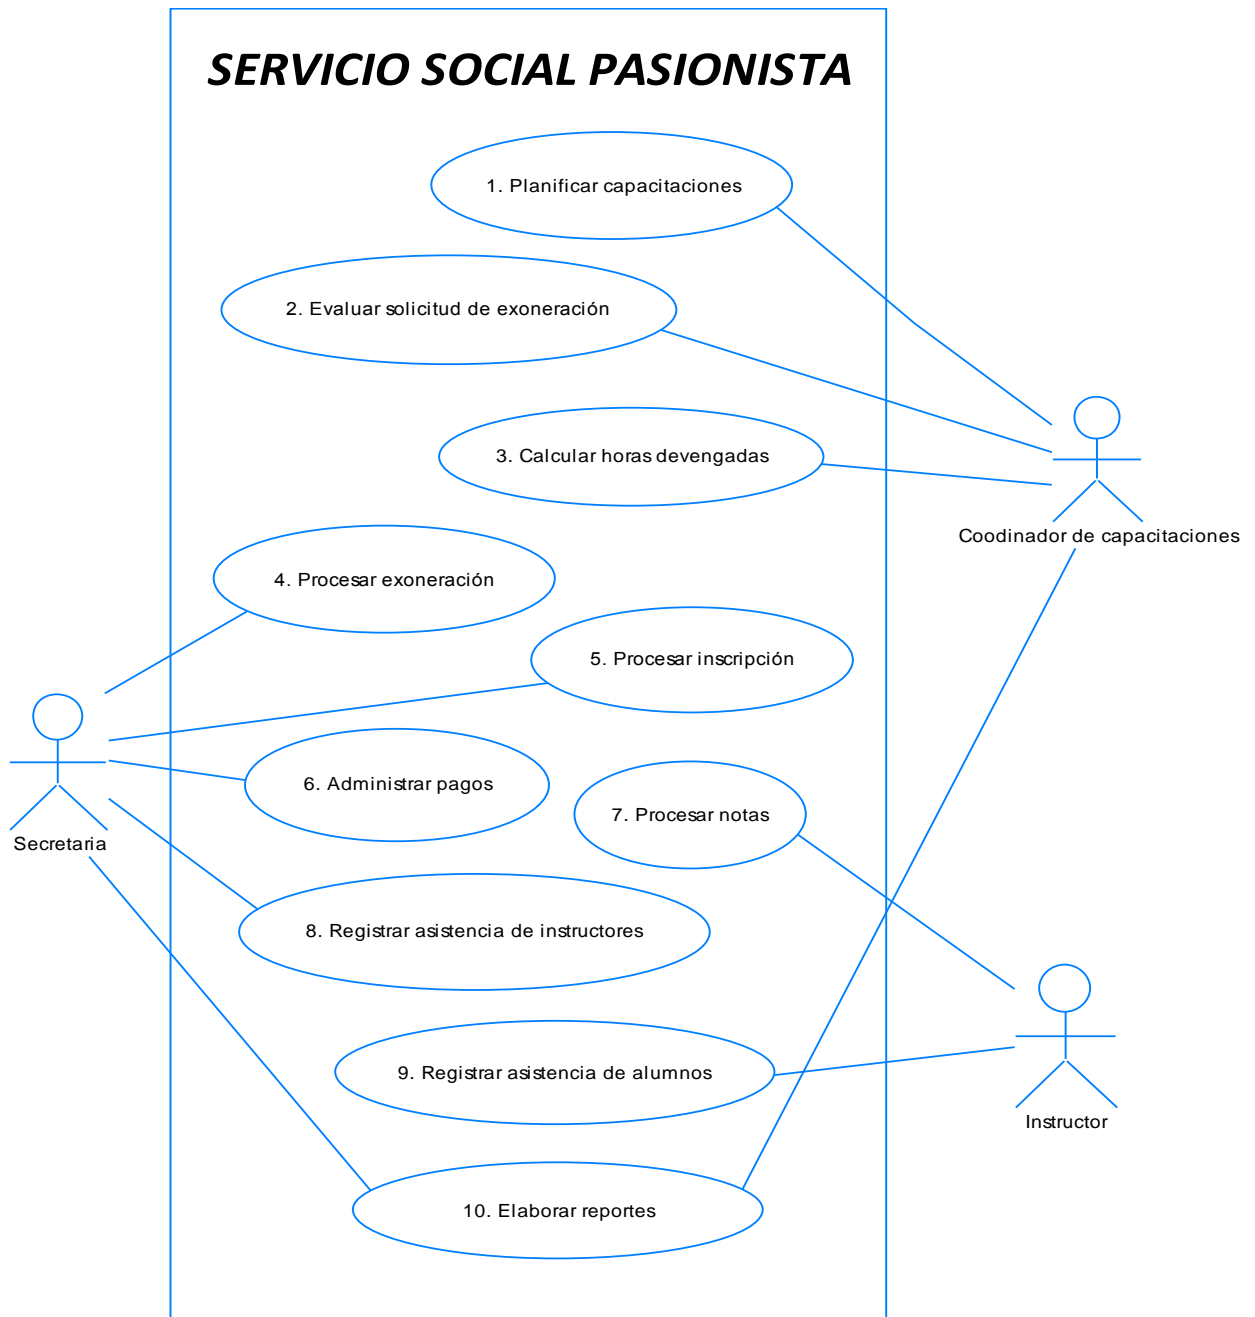 SERVICIO SOCIAL PASIONISTA
1. Planificar capacitaciones
2. Evaluar solicitud de exoneración
3. Calcular horas devengadas
Coodinador de capacitaciones
4. Procesar exoneración
5. Procesar inscripción
6. Administrar pagos
7. Procesar notas
Secretaria
8. Registrar asistencia de instructores
9. Registrar asistencia de alumnos
Instructor
10. Elaborar reportes